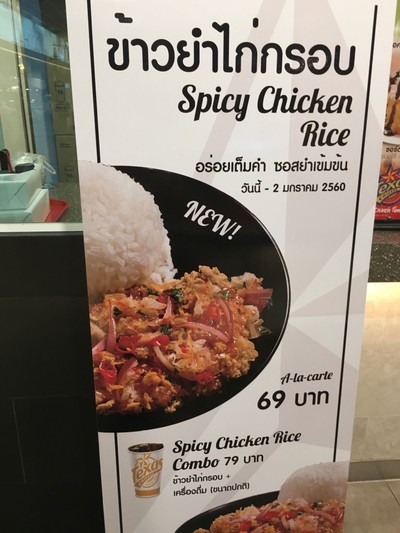 ข้าวยำไก่กรอบ
Spicy Chicken
Rice
อร่อยเต็มคำ ซอสยำเข้มข้น
วันนี้ - 2 มกราคม 2560
NEW!
A-la-carte
69 บาท
Spicy Chicken Rice
Combo 79 บาท
ข้าวยำไก่กรอบ +
เครื่องดื่ม (ขนาดปกติ)
Texas